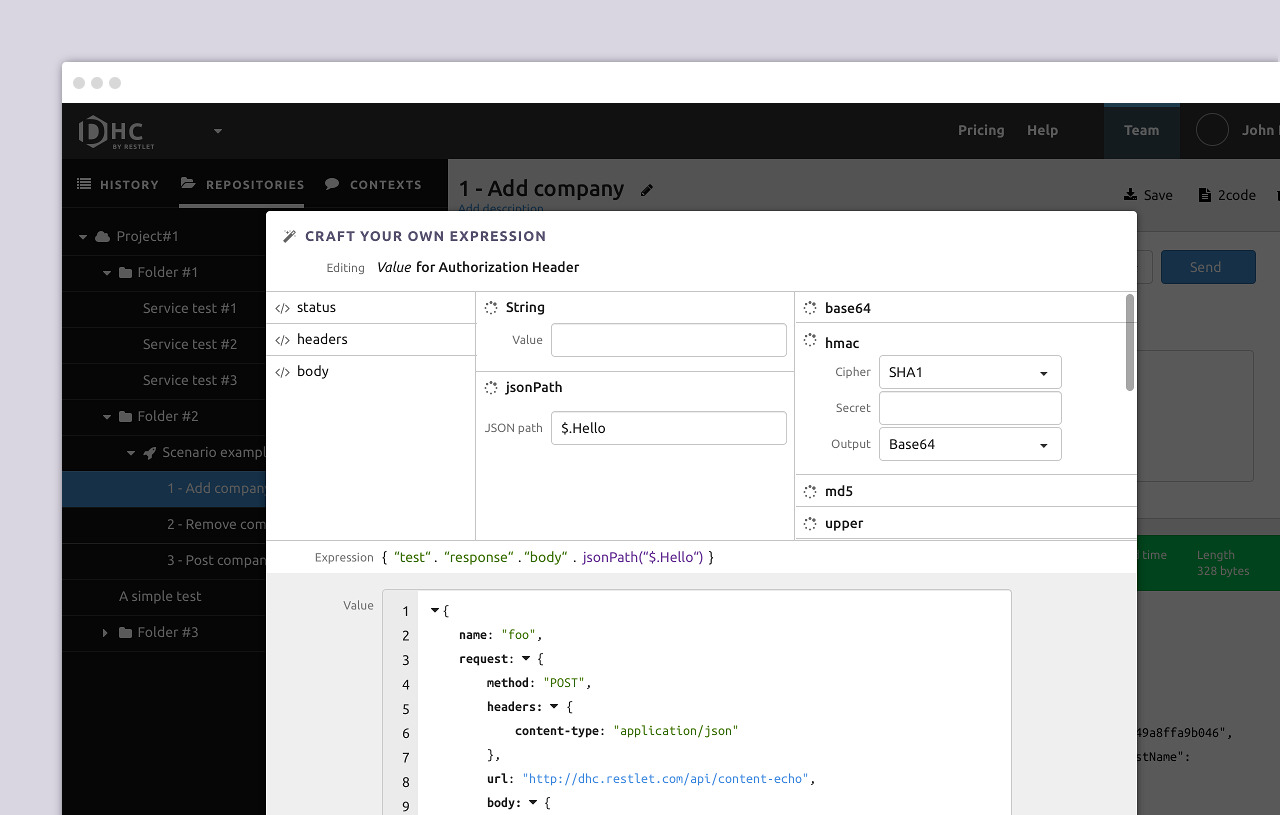 DHC
BY RESTLET
Pricing
Help
Team
John
HISTORY
REPOSITORIES
CONTEXTS
1 - Add company
Add description
Save
2code
Project#1
Folder #1
Service test #1
Service test #2
Service test #3
Folder #2
Scenario exampl
1 - Add compan
2 - Remove com
3 - Post compan
A simple test
Folder #3
Send
CRAFT YOUR OWN EXPRESSION
Editing Value for Authorization Header
</> status
</> headers
</> body
String
Value
jsonPath
JSON path $.Hello
base64
hmac
Cipher SHA1
Secret
Output Base64
md5
upper
Expression { “test“ . “response“ .“body“ . jsonPath(“$.Hello“) }
time
Length
328 bytes
Value
1 {
2 name: "foo",
3 request: {
4 method: "POST",
5 headers: {
6 content-type: "application/json"
7 },
8 url: "http://dhc.restlet.com/api/content-echo",
9 body: {
49a8ffa9b046",
stName":